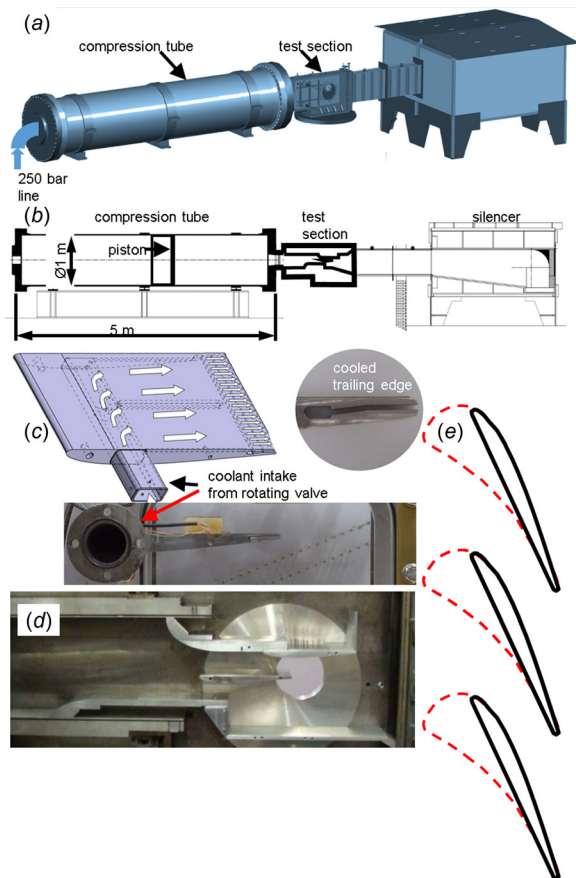 (a)
compression tube
test
section
250 bar
line
(b)
compression tube
test
section
silencer
piston
Ø1 m
5 m
(c)
cooled
trailing edge
(e)
coolant intake
from rotating valve
(d)